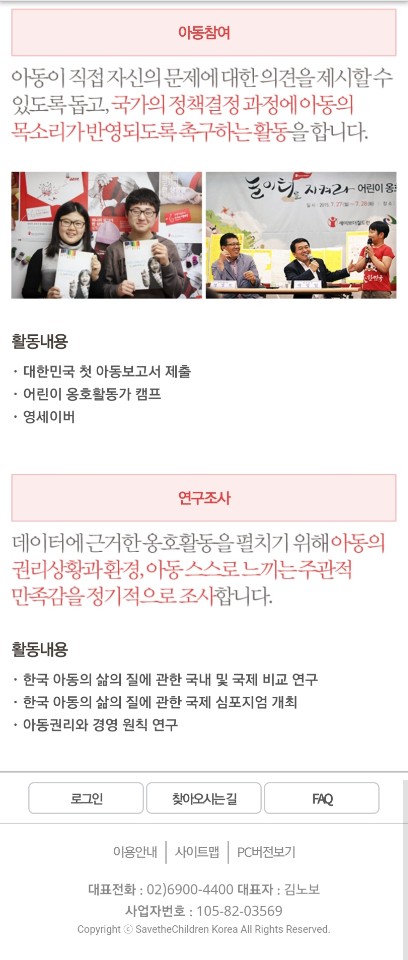 아동참여
아동이 직접 자신의 문제에 대한 의견을 제시할 수
있도록 돕고, 국가의 정책결정 과정에 아동의
목소리가 반영되도록 촉구하는 활동을 합니다.
놀이터를 지켜라 - 어린이 옹호
활동내용
· 대한민국 첫 아동보고서 제출
· 어린이 옹호활동가 캠프
· 영세이버
연구조사
데이터에 근거한 옹호활동을 펼치기 위해 아동의
권리상황과 환경, 아동 스스로 느끼는 주관적
만족감을 정기적으로 조사합니다.
활동내용
· 한국 아동의 삶의 질에 관한 국내 및 국제 비교 연구
· 한국 아동의 삶의 질에 관한 국제 심포지엄 개최
· 아동권리와 경영 원칙 연구
로그인 찾아오시는 길 FAQ
이용안내 사이트맵 PC버전보기
대표전화 : 02)6900-4400 대표자 : 김노보
사업자번호 : 105-82-03569
Copyright ⓒ SavetheChildren Korea All Rights Reserved.